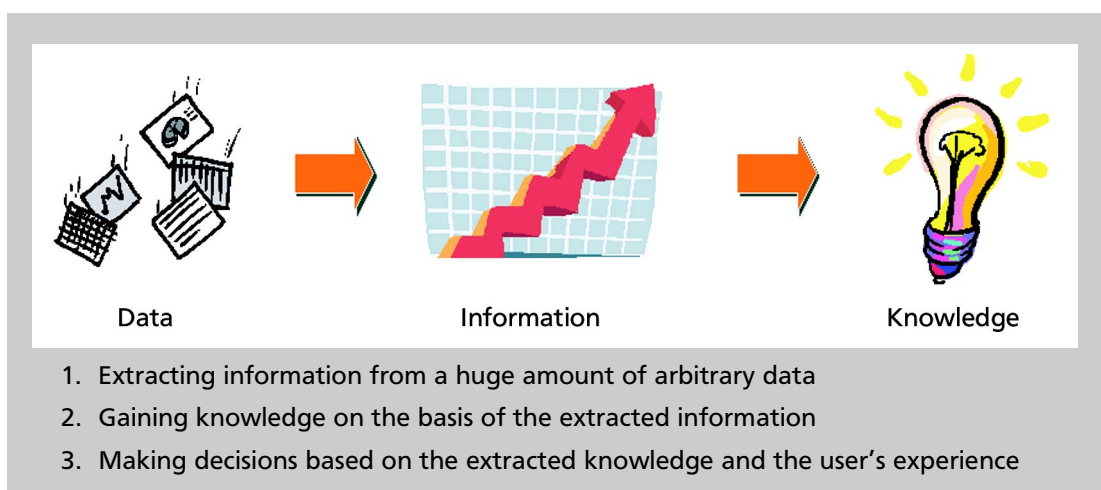 Data
Information
Knowledge
1. Extracting information from a huge amount of arbitrary data
2. Gaining knowledge on the basis of the extracted information
3. Making decisions based on the extracted knowledge and the user's experience